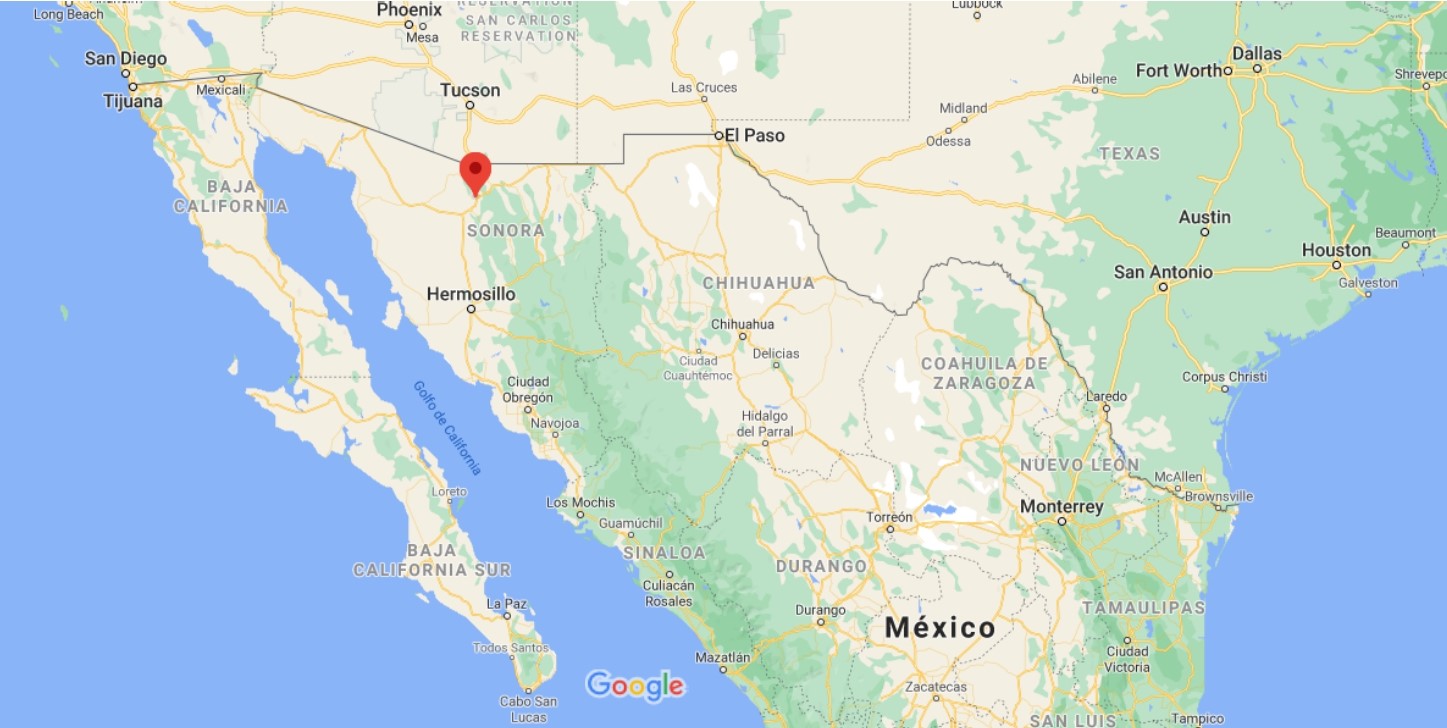 Long Beach
Phoenix
Mesa
RESERVATION
SAN CARLOS
RESERVATION
Lubbock
San Diego
Tijuana
Mexicali
Tucson
Las Cruces
El Paso
Midland
Odessa
Abilene
Fort Worth
Dallas
TEXAS
BAJA
CALIFORNIA
SONORA
Hermosillo
CHIHUAHUA
Chihuahua
Ciudad
Cuauhtémoc
Delicias
Austin
Houston
Beaumont
San Antonio
Galveston
COAHUILA DE
ZARAGOZA
Corpus Christi
Laredo
Golfo de California
Ciudad
Obregón
Navojoa
Hidalgo
del Parral
NUEVO LEÓN
McAllen
Brownsville
Loreto
Los Mochis
Guamúchil
Torreón
Monterrey
BAJA
CALIFORNIA SUR
SINALOA
DURANGO
Culiacán
Rosales
La Paz
Durango
México
TAMAULIPAS
Todos Santos
Ciudad
Victoria
Mazatlán
Google
Cabo San
Lucas
Zacatecas
SAN LUIS
Tampico